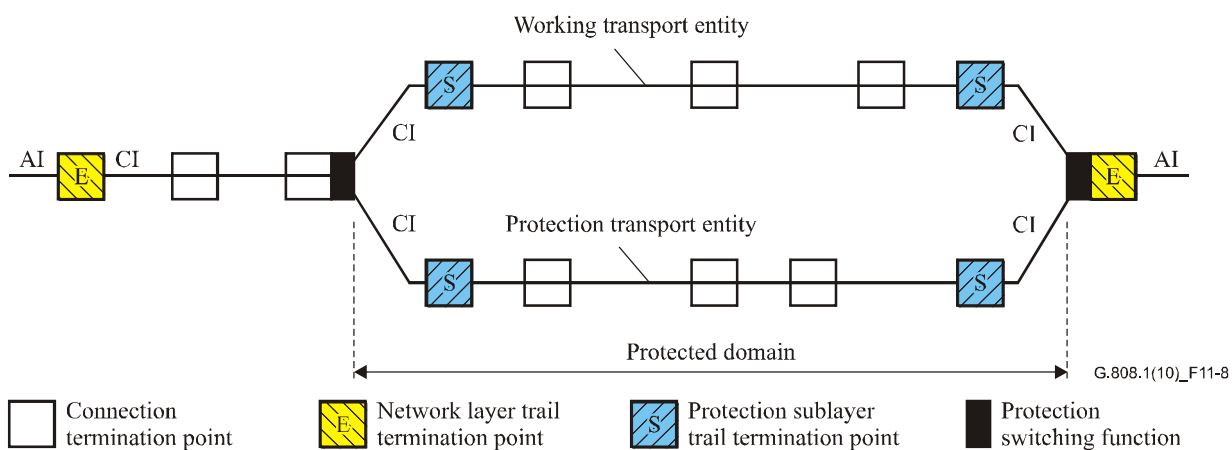 Working transport entity
S
S
CI
CI
AI
E
CI
E
AI
CI
CI
Protection transport entity
S
S
Protected domain
G.808.1(10)_F11-8
Connection
termination point
E
Network layer trail
termination point
S
Protection sublayer
trail termination point
Protection
switching function